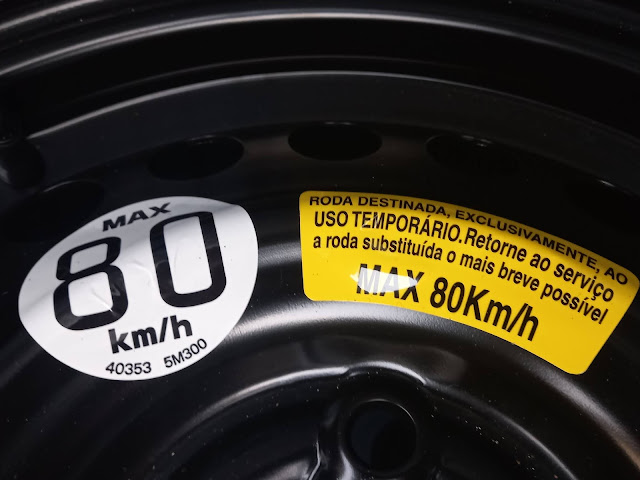 MAX
80
km/h
40353 5M300
RODA DESTINADA, EXCLUSIVAMENTE, AO
USO TEMPORÁRIO.Retorne ao serviço
a roda substituída o mais breve possível
MAX 80Km/h